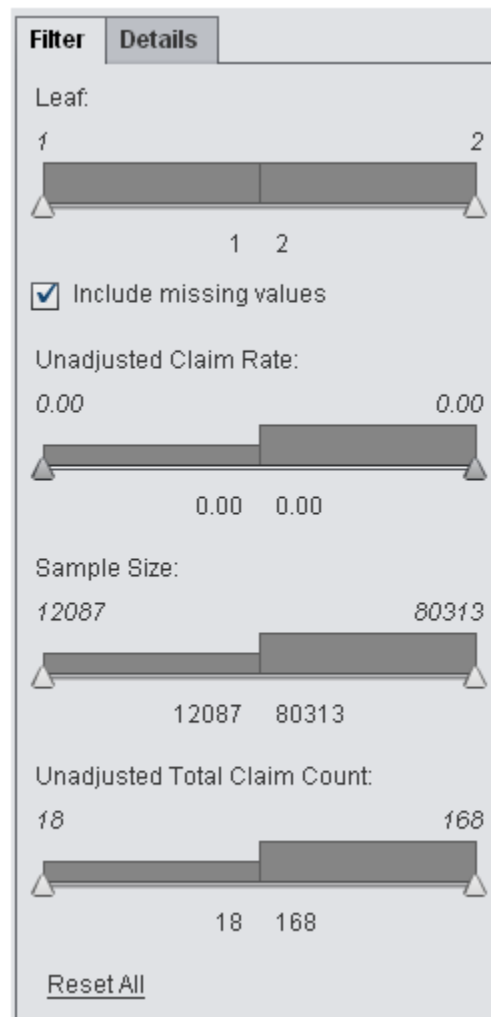 Filter Details
Leaf:
1 2
1 2
Include missing values
Unadjusted Claim Rate:
0.00 0.00
0.00 0.00
Sample Size:
12087 80313
12087 80313
Unadjusted Total Claim Count:
18 168
18 168
Reset All